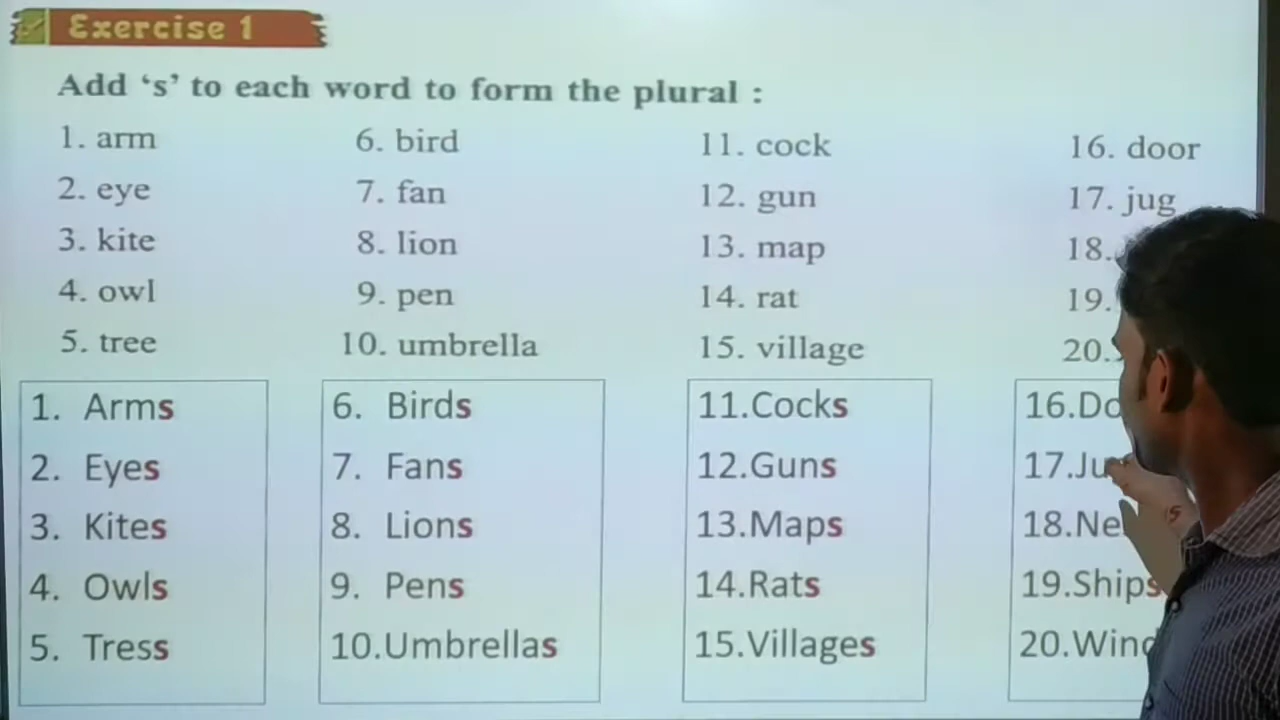 Exercise 1
Add ‘s’ to each word to form the plural :
1. arm
2. eye
3. kite
4. owl
5. tree
6. bird
7. fan
8. lion
9. pen
10. umbrella
11. cock
12. gun
13. map
14. rat
15. village
16. door
17. jug
18.
19.
20.
1. Arms
2. Eyes
3. Kites
4. Owls
5. Tress
6. Birds
7. Fans
8. Lions
9. Pens
10.Umbrellas
11.Cocks
12.Guns
13.Maps
14.Rats
15.Villages
16.
17.
18.
19.Ships
20.